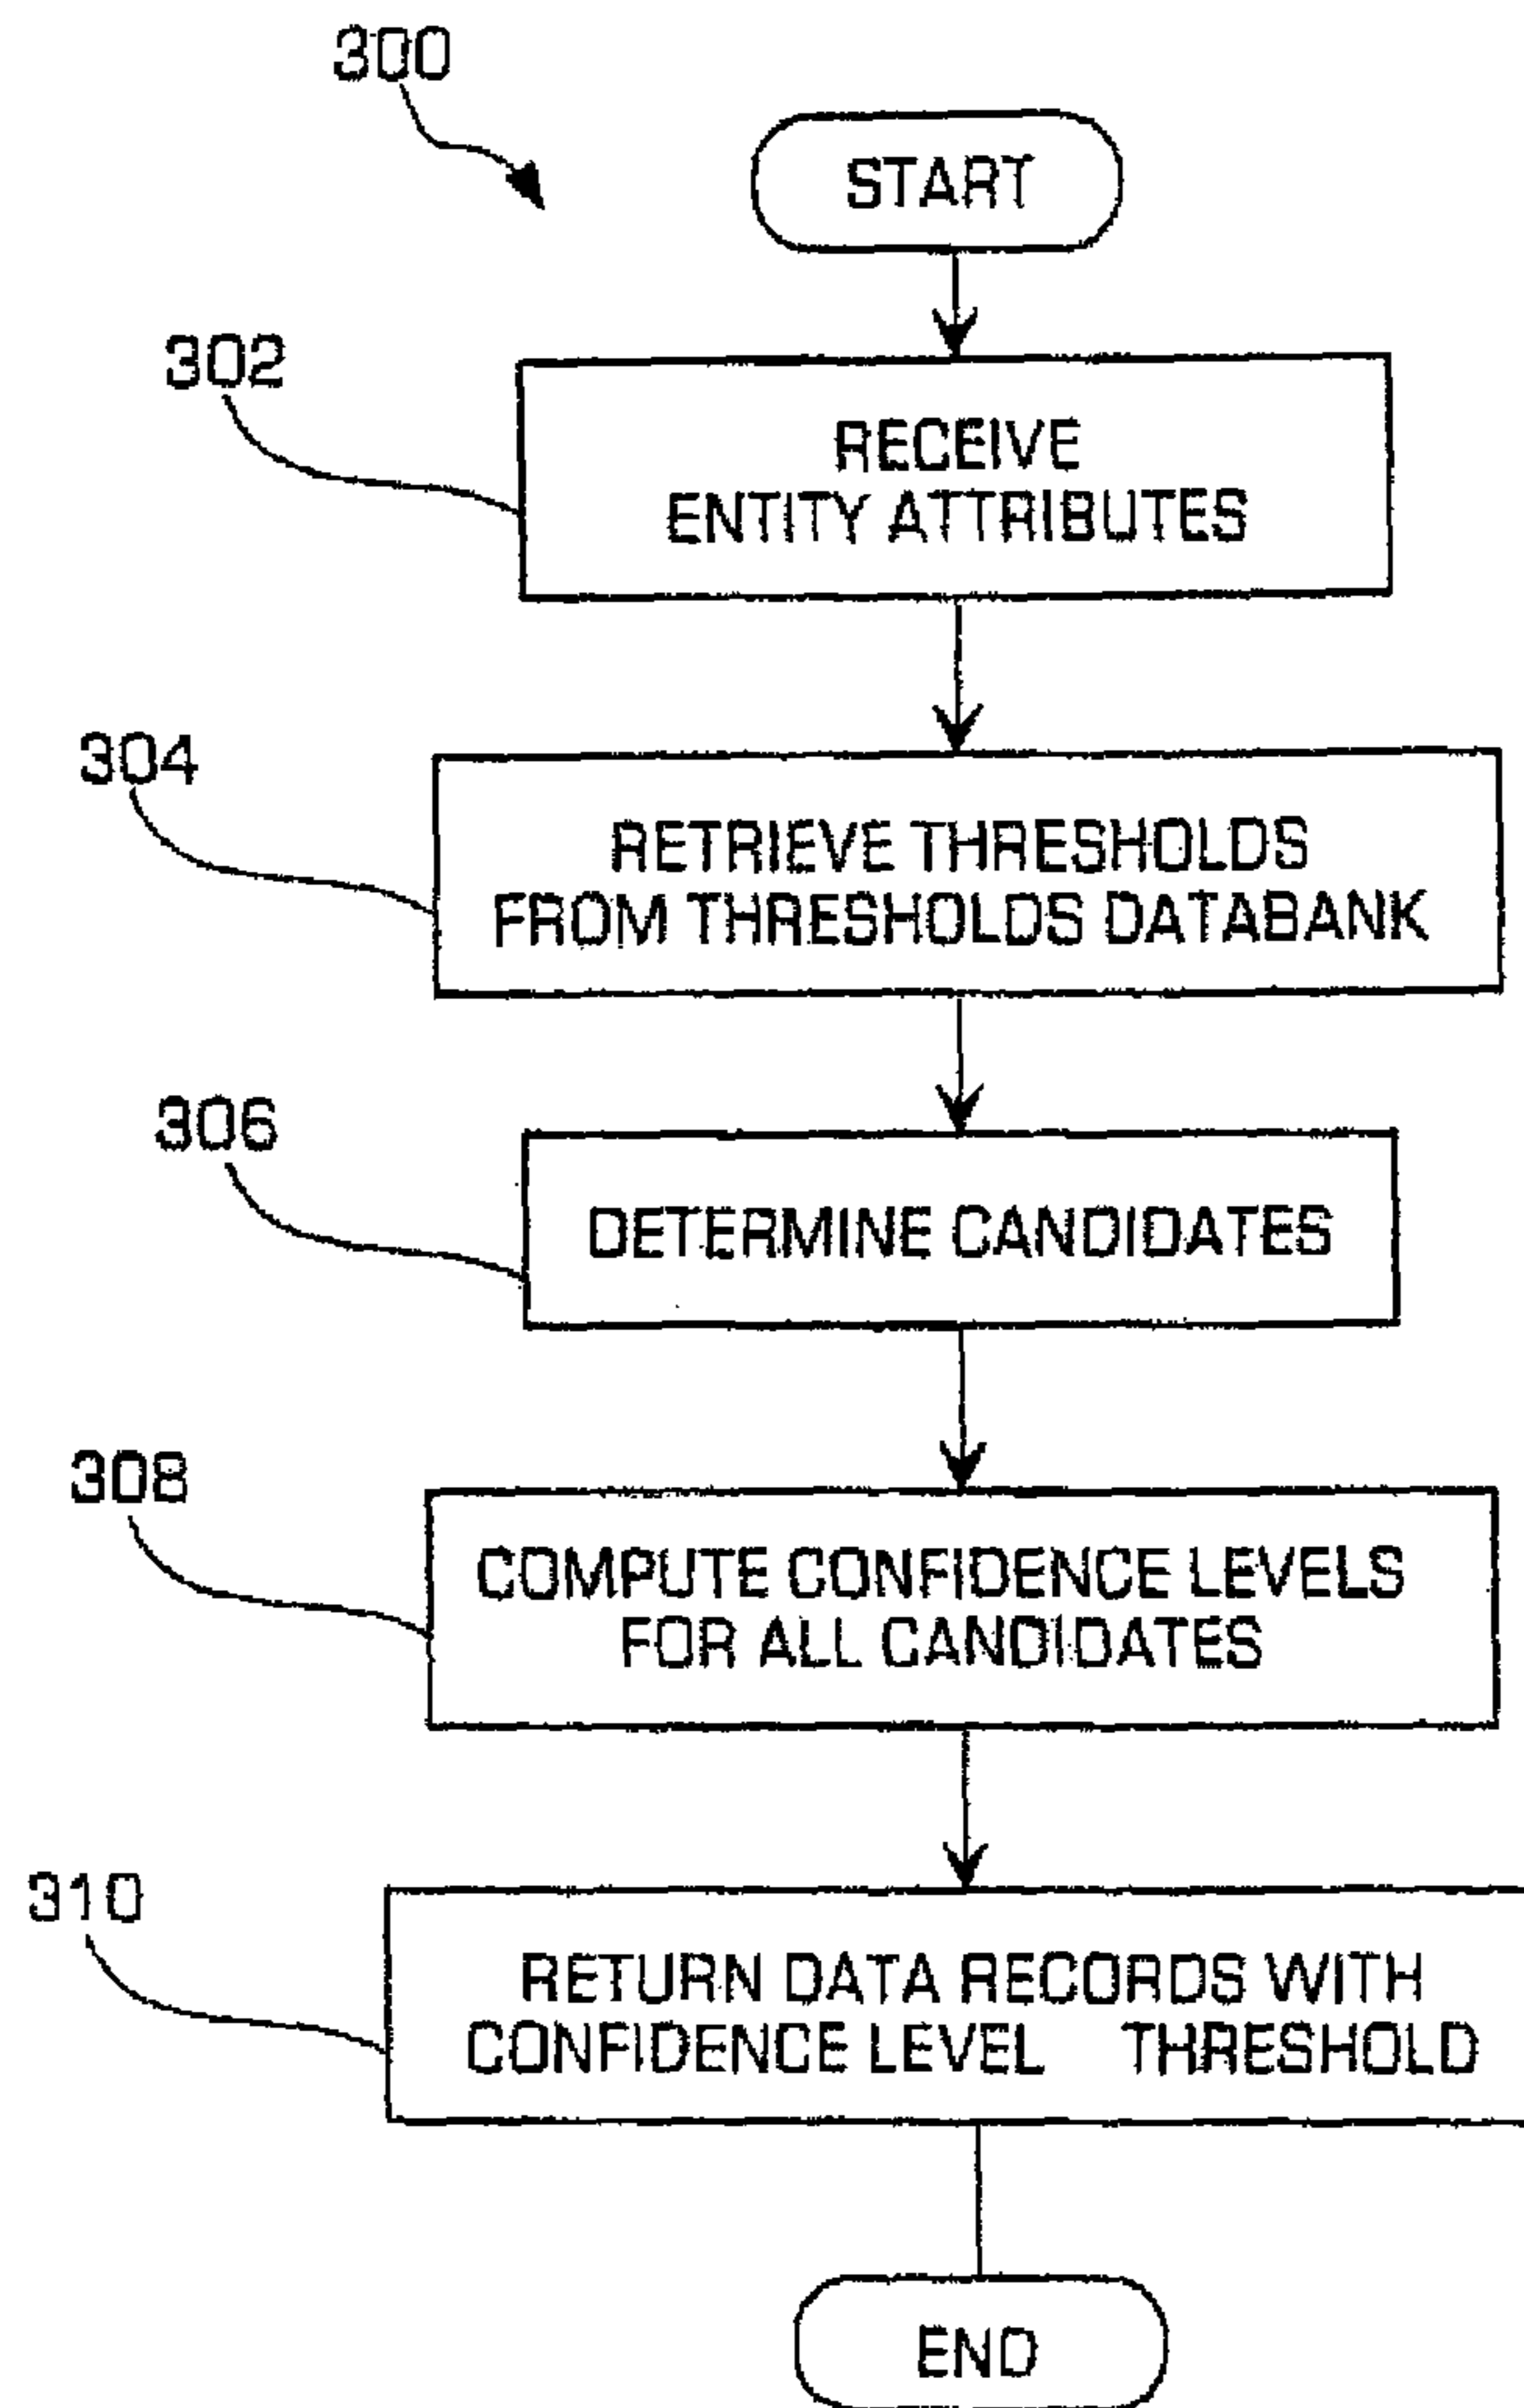 300
START
302
RECEIVE
ENTITY ATTRIBUTES
304
RETRIEVE THRESHOLDS
FROM THRESHOLDS DATABANK
306
DETERMINE CANDIDATES
308
COMPUTE CONFIDENCE LEVELS
FOR ALL CANDIDATES
310
RETURN DATA RECORDS WITH
CONFIDENCE LEVEL THRESHOLD
END